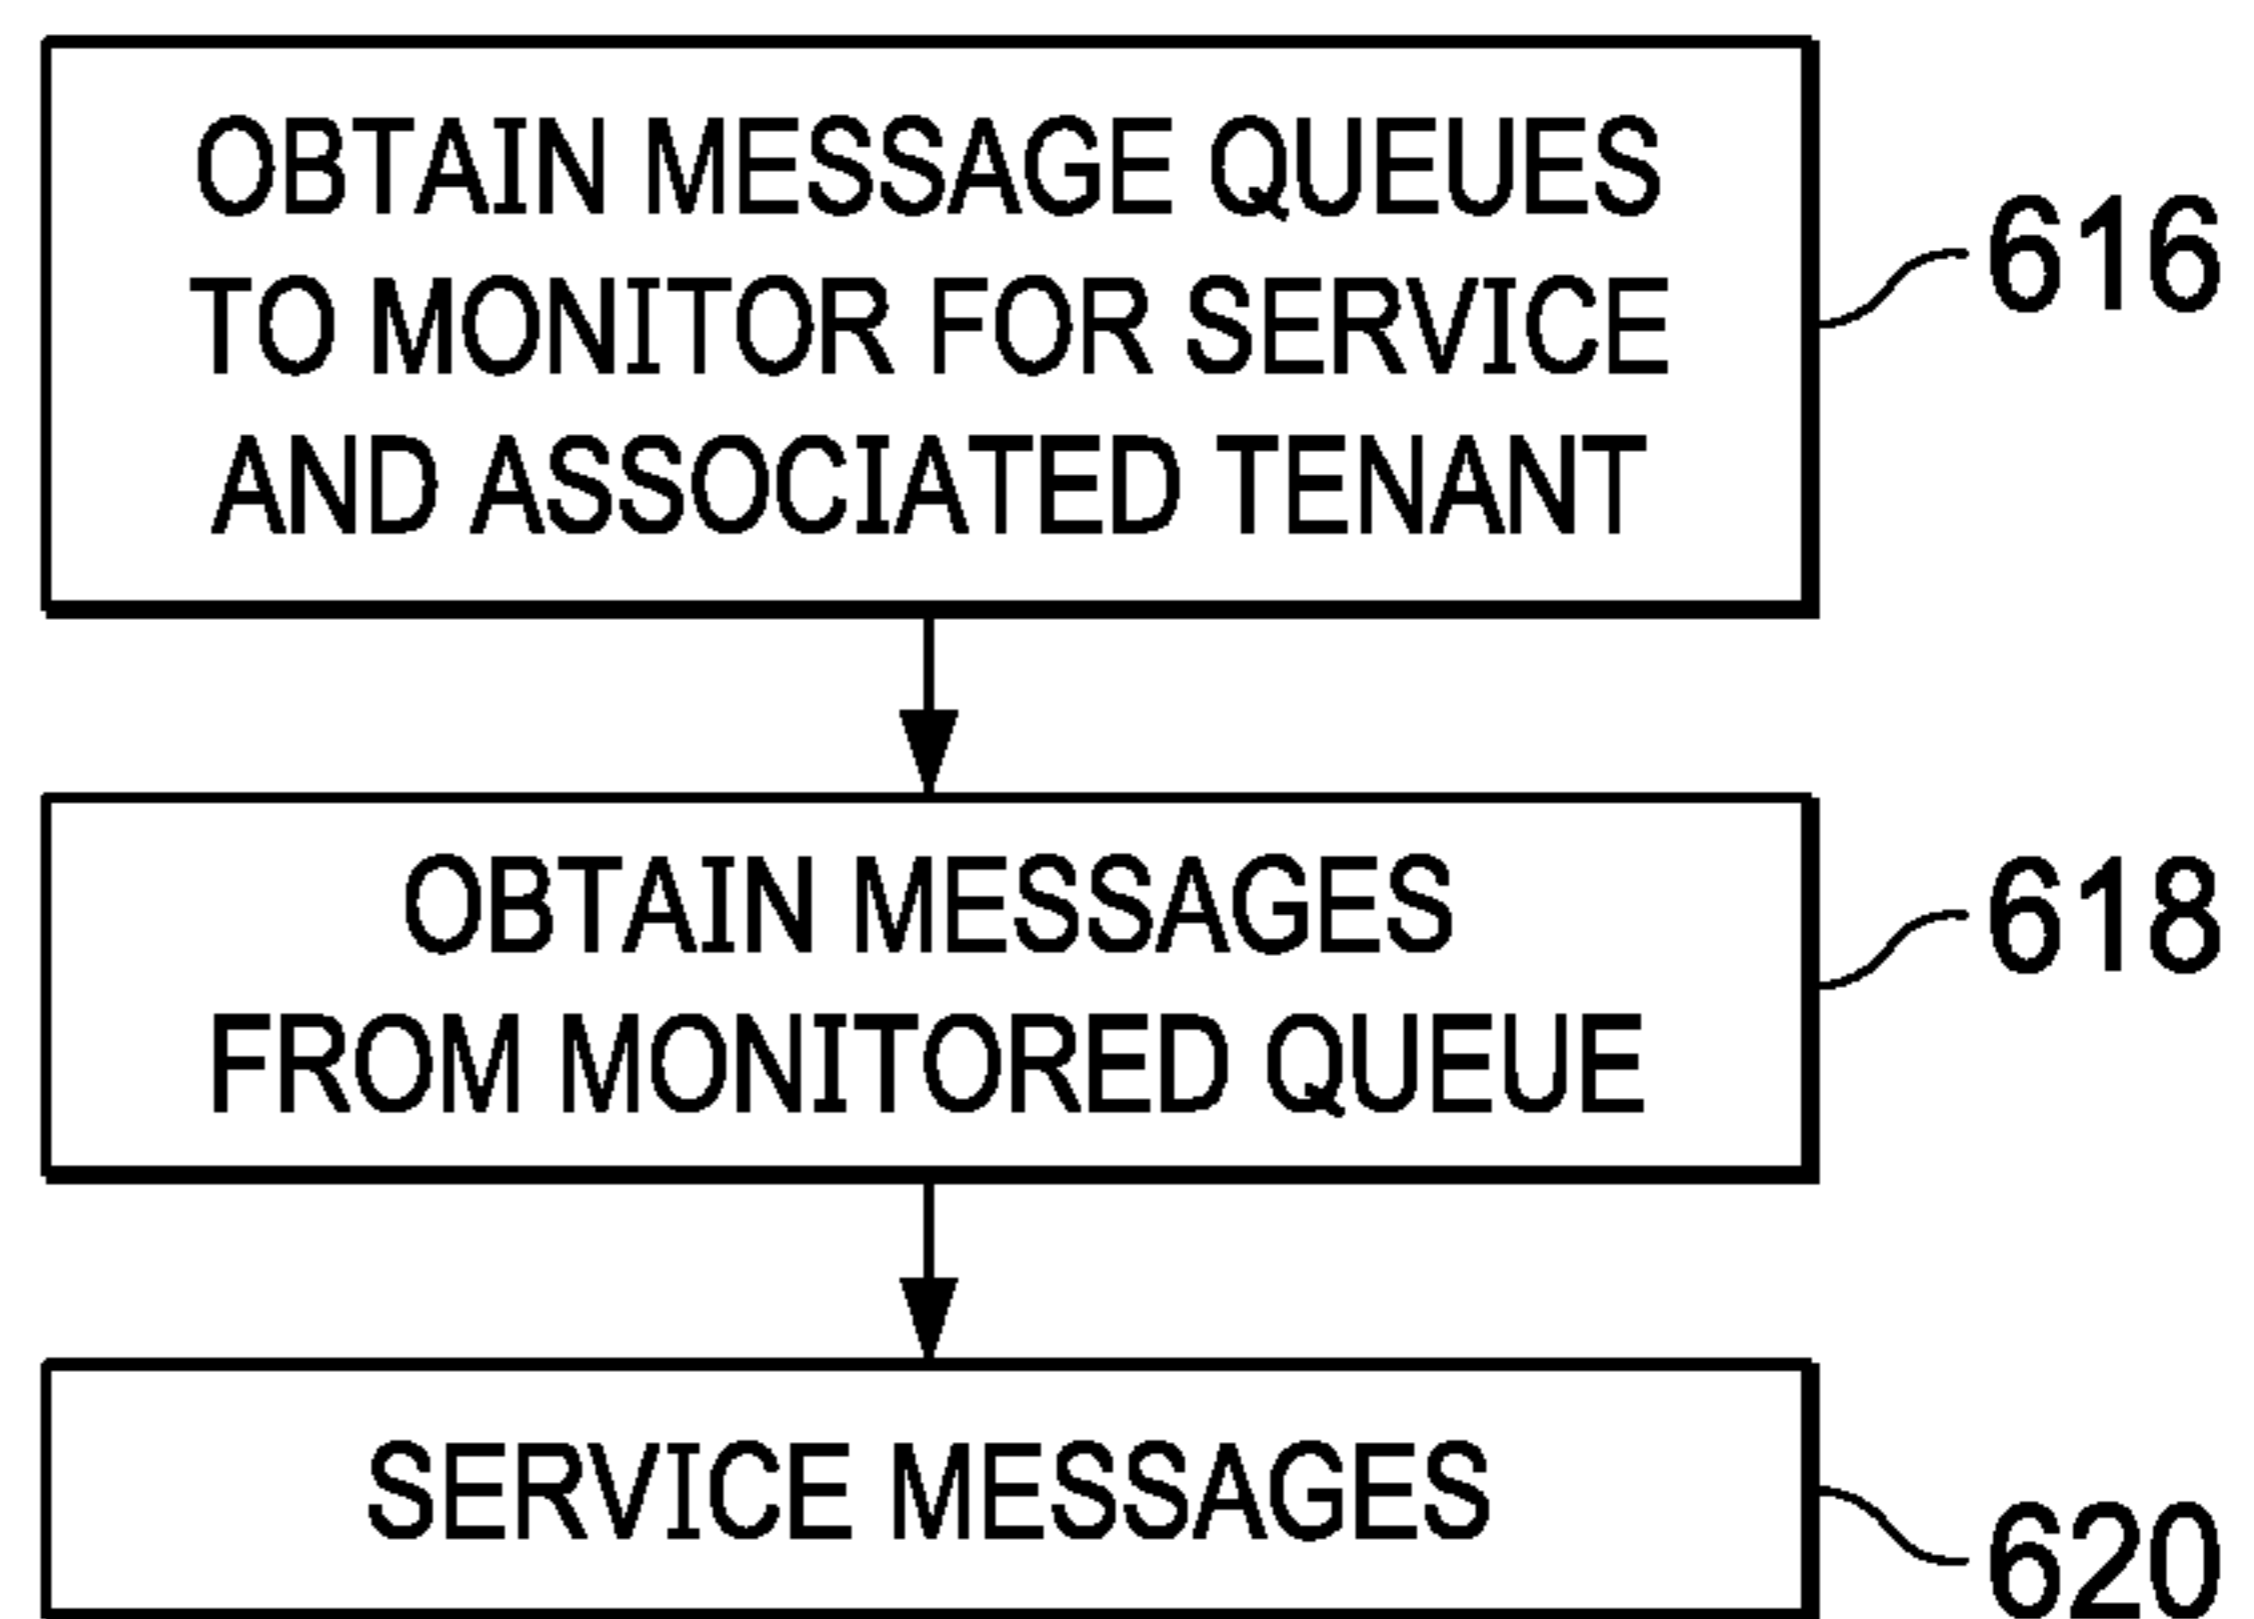 OBTAIN MESSAGE QUEUES
TO MONITOR FOR SERVICE
AND ASSOCIATED TENANT
616
OBTAIN MESSAGES
FROM MONITORED QUEUE
618
SERVICE MESSAGES
620